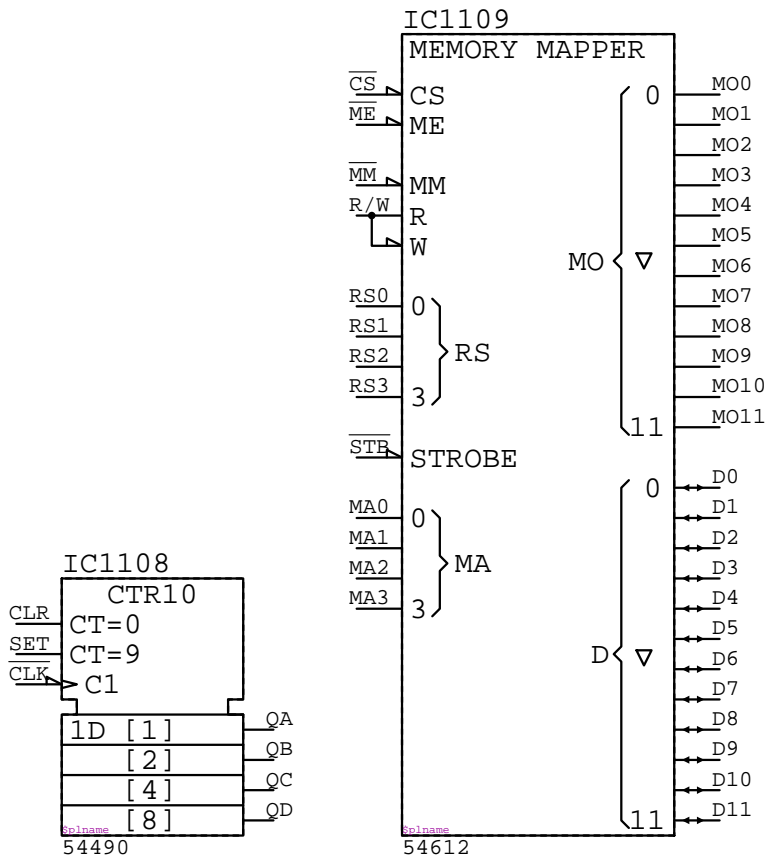 IC1109
MEMORY MAPPER
CS
CS
ME
ME
MM
MM
R/W
R
W
RS0
0
RS1
RS2
RS3
3
RS
STB
STROBE
MA0
0
MA1
MA2
MA3
3
MA
MO
0
11
MO0
MO1
MO2
MO3
MO4
MO5
MO6
MO7
MO8
MO9
MO10
MO11
D
0
11
D0
D1
D2
D3
D4
D5
D6
D7
D8
D9
D10
D11
$plname
54612
IC1108
CTR10
CLR
CT=0
SET
CT=9
CLK
C1
1D [1]
QA
[2]
QB
[4]
QC
[8]
QD
$plname
54490